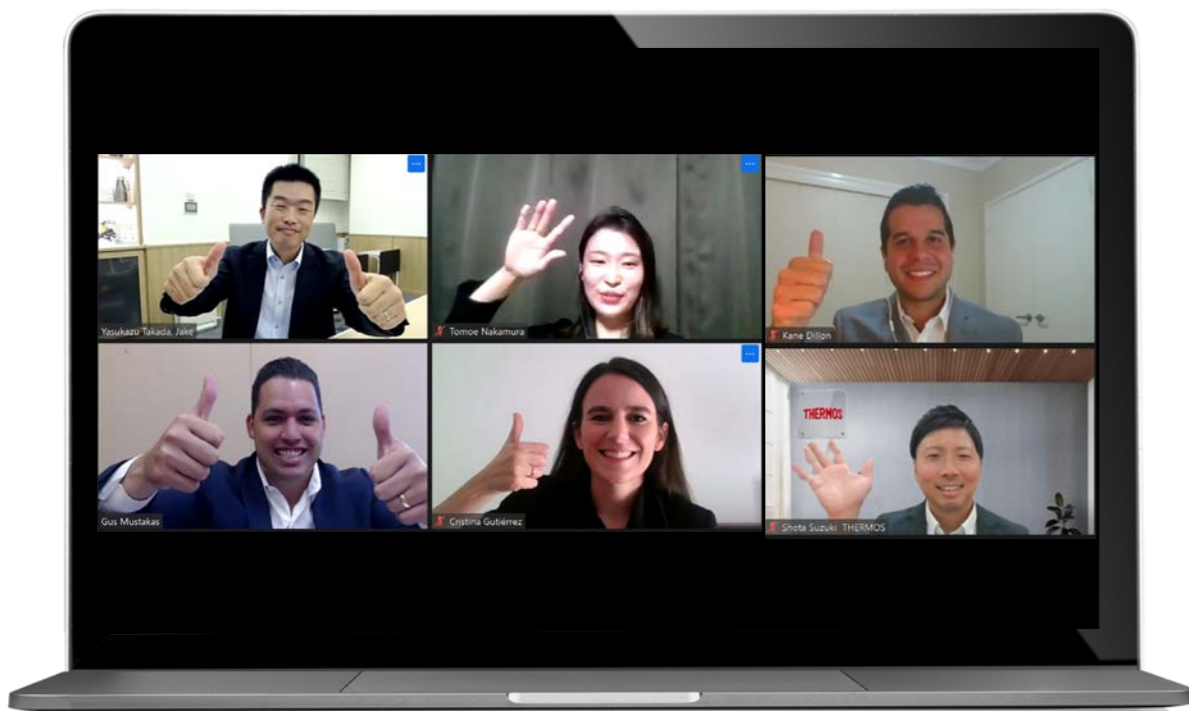 Yasukazu Takada, Jake
Tomoe Nakamura
Kane Dillon
Gus Mustakas
Cristina Gutiérrez
THERMOS
Shota Suzuki THERMOS